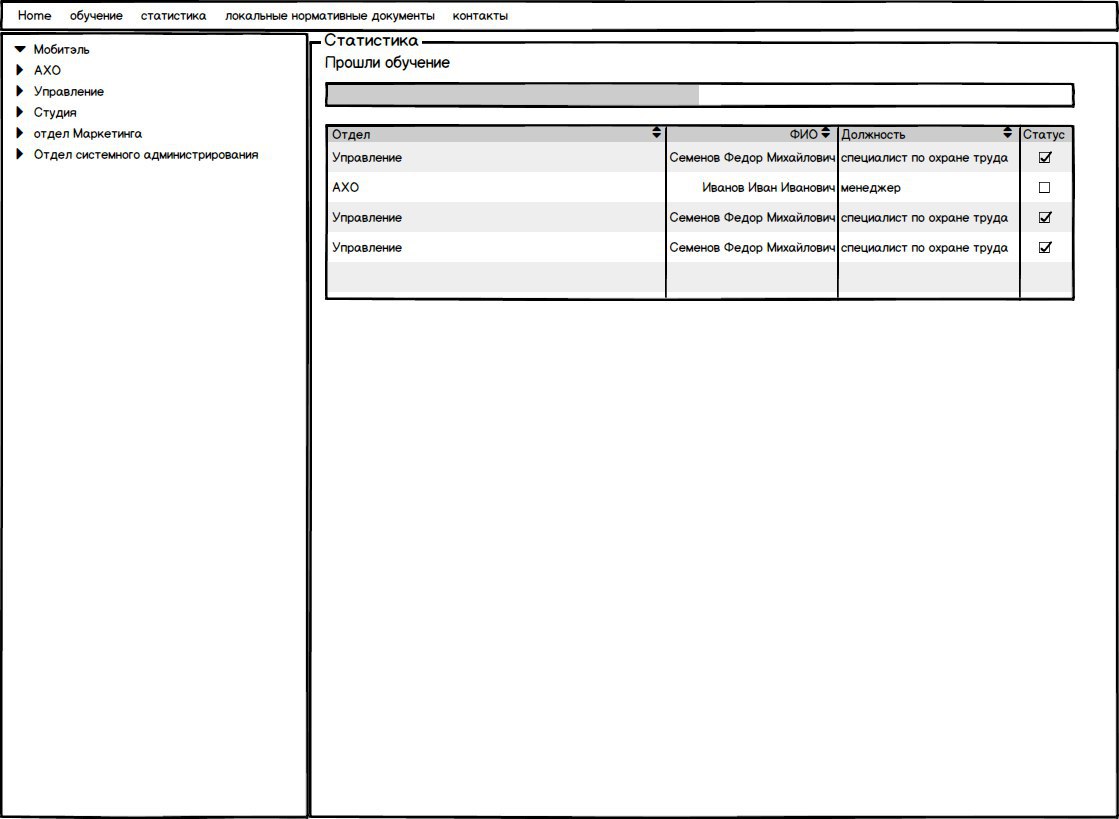 Home обучение статистика локальные нормативные документы контакты
Мобитэль
АХО
Управление
Студия
отдел Маркетинга
Отдел системного администрирования
Статистика
Прошли обучение
Отдел ФИО Должность Статус
Управление Семенов Федор Михайлович специалист по охране труда
АХО Иванов Иван Иванович менеджер
Управление Семенов Федор Михайлович специалист по охране труда
Управление Семенов Федор Михайлович специалист по охране труда